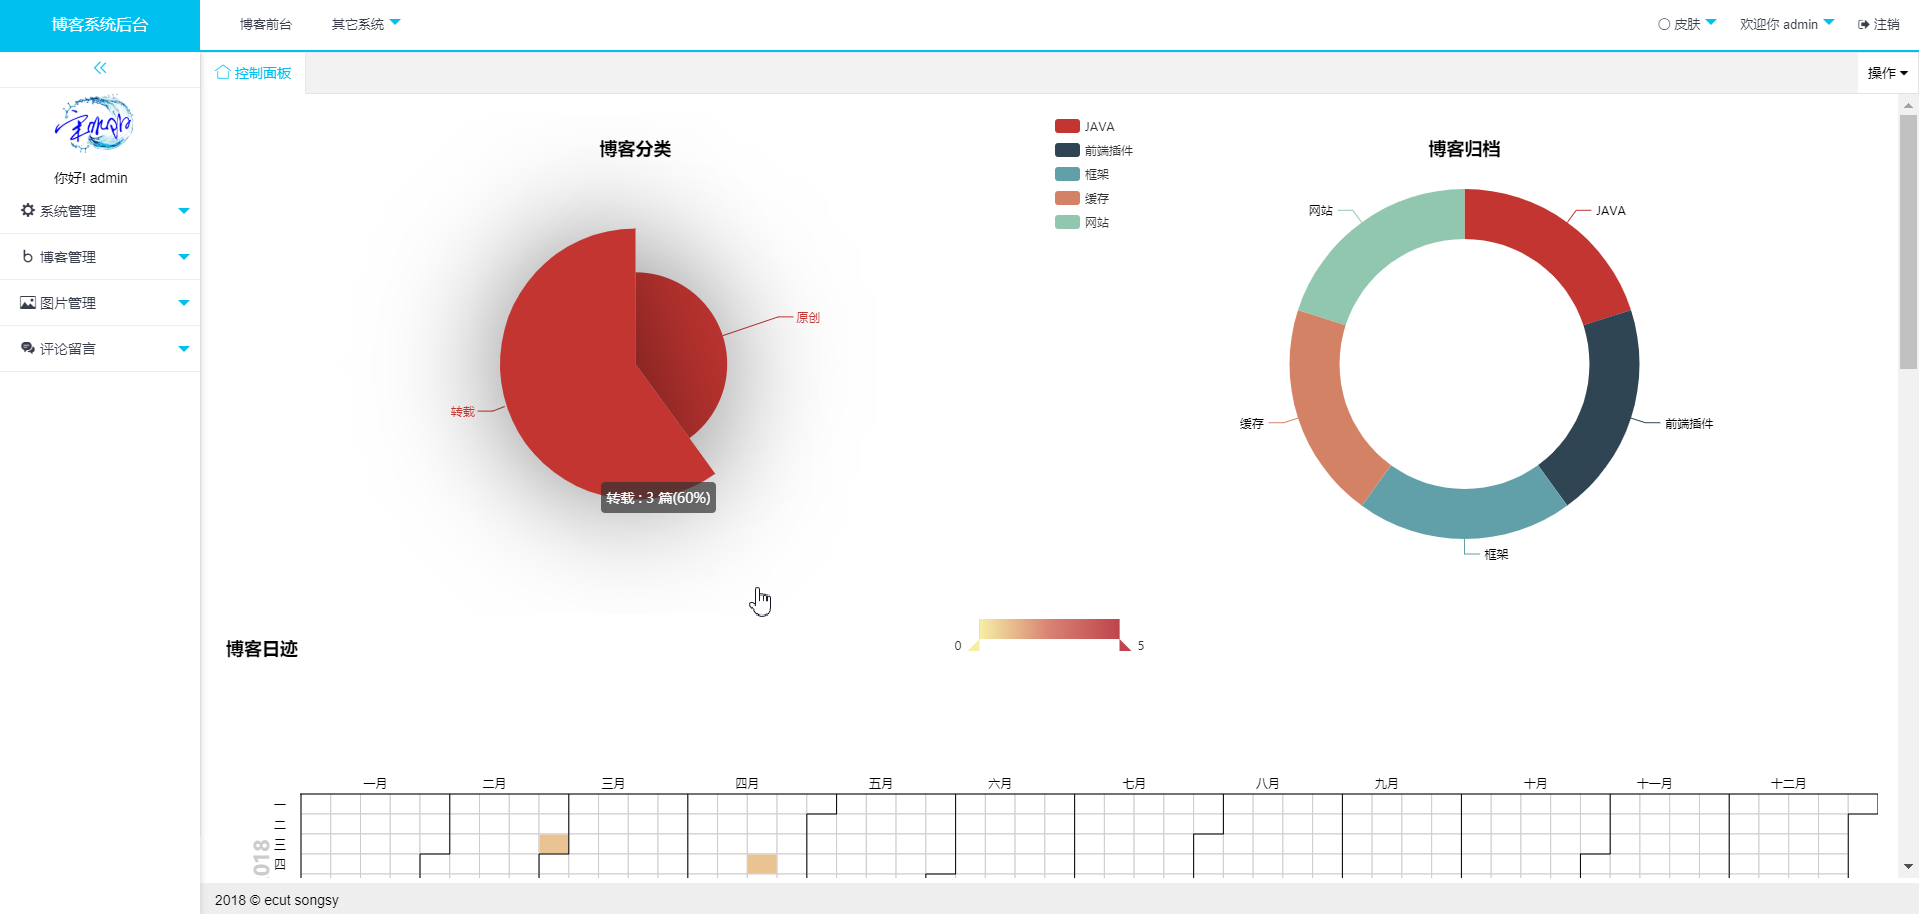 博客系统后台
博客前台
其它系统
皮肤
欢迎你 admin
注销
控制面板
操作
你好! admin
系统管理
博客管理
图片管理
评论留言
博客分类
原创
转载
转载 : 3 篇(60%)
JAVA
前端插件
框架
缓存
网站
博客归档
网站
JAVA
缓存
前端插件
框架
博客日迹
0
5
一月 二月 三月 四月 五月 六月 七月 八月 九月 十月 十一月 十二月
一
二
三
四
018
2018 © ecut songsy